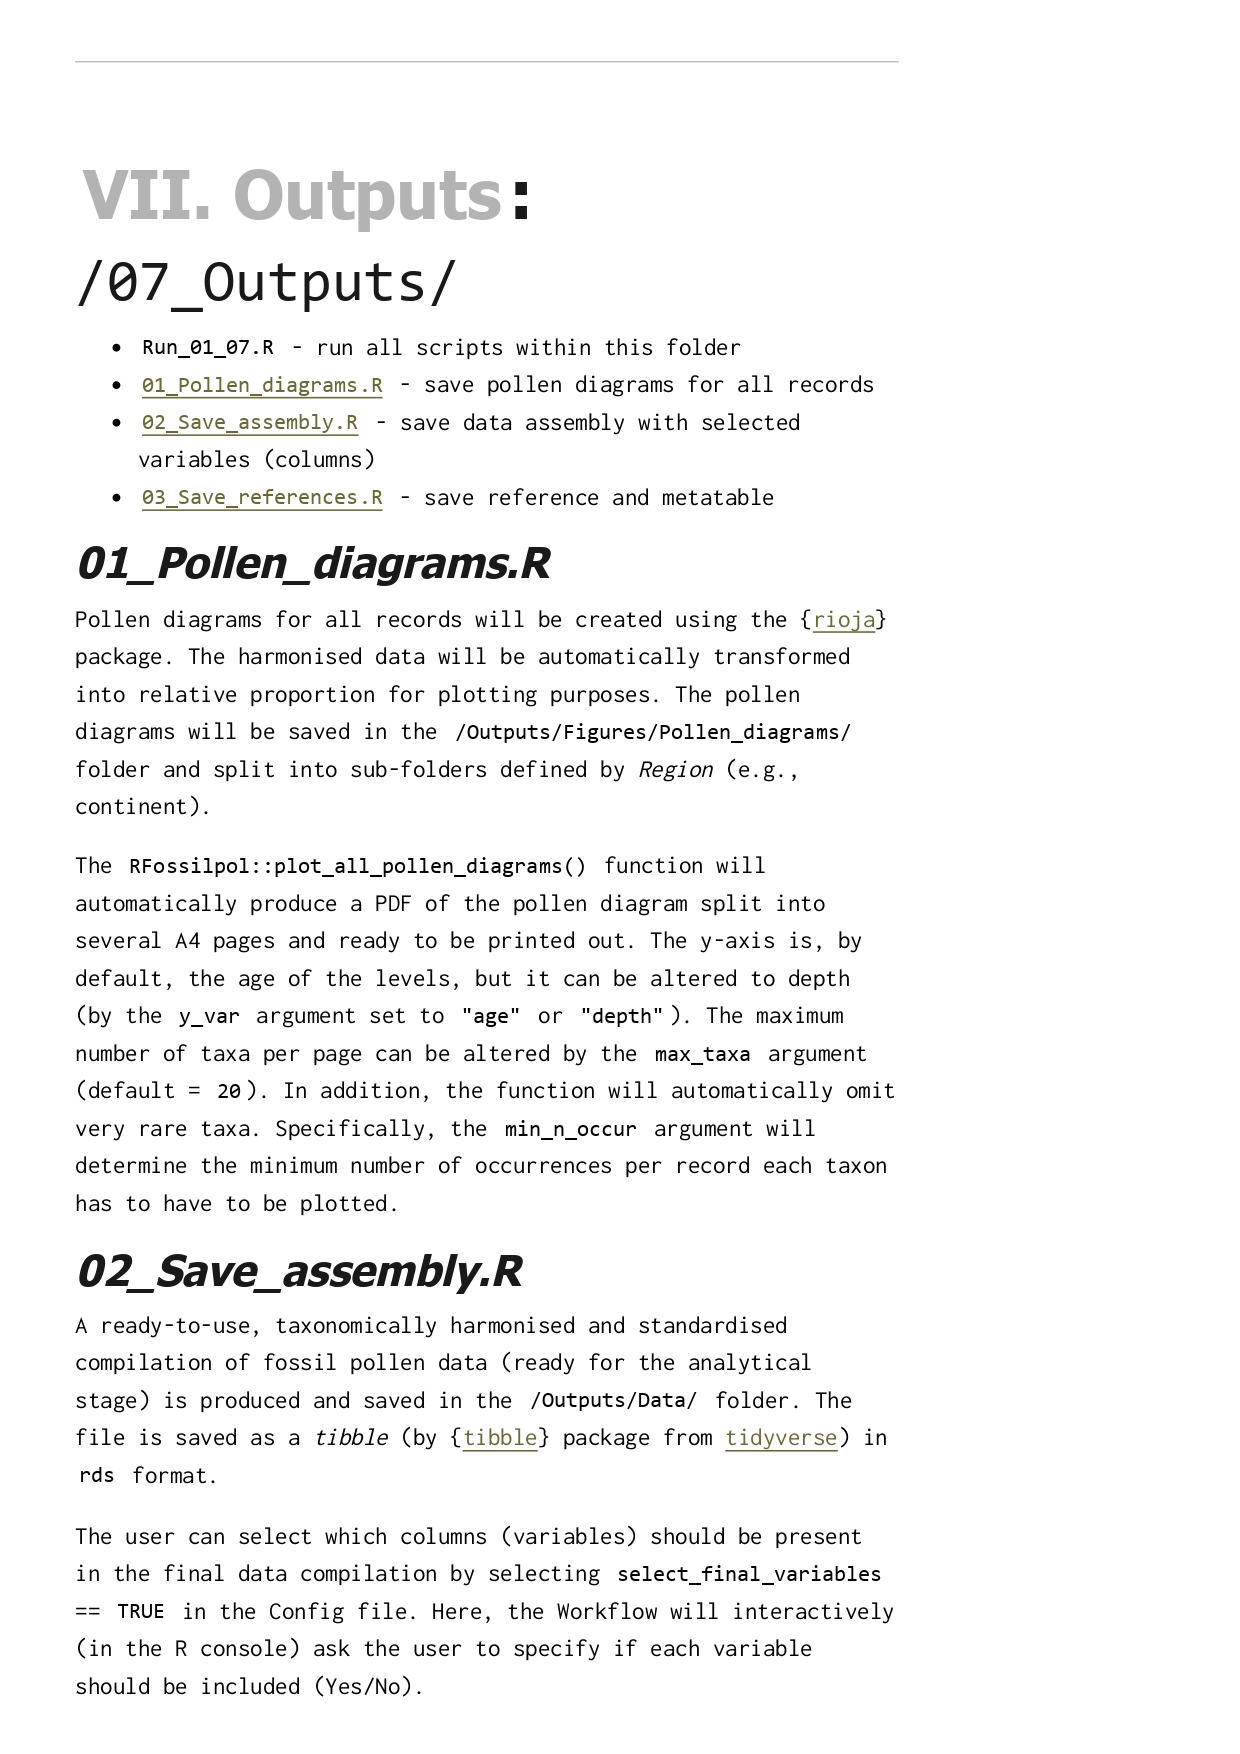 VII. Outputs:
/07_Outputs/
• Run_01_07.R - run all scripts within this folder
• 01_Pollen_diagrams.R - save pollen diagrams for all records
• 02_Save_assembly.R - save data assembly with selected
variables (columns)
• 03_Save_references.R - save reference and metatable
01_Pollen_diagrams.R
Pollen diagrams for all records will be created using the {rioja}
package. The harmonised data will be automatically transformed
into relative proportion for plotting purposes. The pollen
diagrams will be saved in the /Outputs/Figures/Pollen_diagrams/
folder and split into sub-folders defined by Region (e.g.,
continent).
The RFossilpol::plot_all_pollen_diagrams() function will
automatically produce a PDF of the pollen diagram split into
several A4 pages and ready to be printed out. The y-axis is, by
default, the age of the levels, but it can be altered to depth
(by the y_var argument set to "age" or "depth"). The maximum
number of taxa per page can be altered by the max_taxa argument
(default = 20). In addition, the function will automatically omit
very rare taxa. Specifically, the min_n_occur argument will
determine the minimum number of occurrences per record each taxon
has to have to be plotted.
02_Save_assembly.R
A ready-to-use, taxonomically harmonised and standardised
compilation of fossil pollen data (ready for the analytical
stage) is produced and saved in the /Outputs/Data/ folder. The
file is saved as a tibble (by {tibble} package from tidyverse) in
rds format.
The user can select which columns (variables) should be present
in the final data compilation by selecting select_final_variables
== TRUE in the Config file. Here, the Workflow will interactively
(in the R console) ask the user to specify if each variable
should be included (Yes/No).